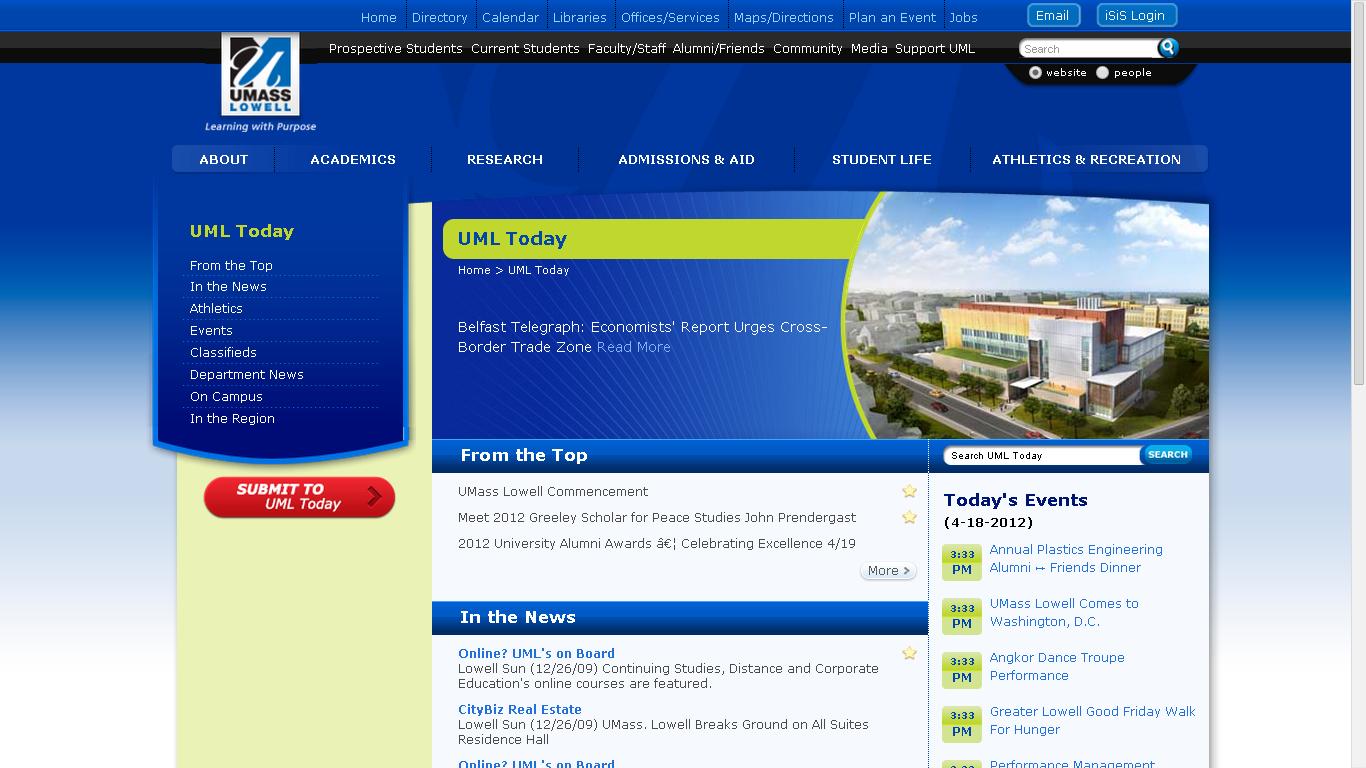 Home Directory Calendar Libraries Offices/Services Maps/Directions Plan an Event Jobs
Email iSiS Login
Prospective Students Current Students Faculty/Staff Alumni/Friends Community Media Support UML
Search
website people
UMASS
LOWELL
Learning with Purpose
ABOUT ACADEMICS RESEARCH ADMISSIONS & AID STUDENT LIFE ATHLETICS & RECREATION
UML Today
From the Top
In the News
Athletics
Events
Classifieds
Department News
On Campus
In the Region
SUBMIT TO
UML Today
UML Today
Home > UML Today
Belfast Telegraph: Economists' Report Urges Cross-
Border Trade Zone Read More
From the Top
UMass Lowell Commencement
Meet 2012 Greeley Scholar for Peace Studies John Prendergast
2012 University Alumni Awards â€¦ Celebrating Excellence 4/19
More >
In the News
Online? UML's on Board
Lowell Sun (12/26/09) Continuing Studies, Distance and Corporate
Education's online courses are featured.
CityBiz Real Estate
Lowell Sun (12/26/09) UMass. Lowell Breaks Ground on All Suites
Residence Hall
Online? UML's on Board
Search UML Today SEARCH
Today's Events
(4-18-2012)
3:33 PM
Annual Plastics Engineering
Alumni ↔ Friends Dinner
3:33 PM
UMass Lowell Comes to
Washington, D.C.
3:33 PM
Angkor Dance Troupe
Performance
3:33 PM
Greater Lowell Good Friday Walk
For Hunger
3:33
Performance Management